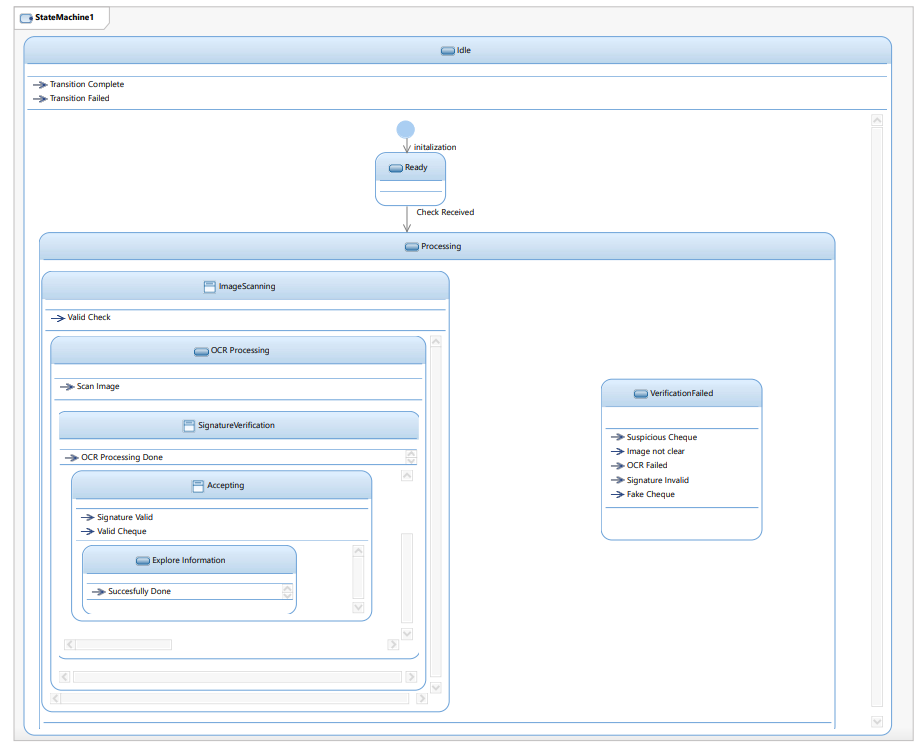 StateMachine1
Idle
Transition Complete
Transition Failed
initalization
Ready
Check Received
Processing
ImageScanning
Valid Check
OCR Processing
Scan Image
SignatureVerification
OCR Processing Done
Accepting
Signature Valid
Valid Cheque
Explore Information
Succesfully Done
VerificationFailed
Suspicious Cheque
Image not clear
OCR Failed
Signature Invalid
Fake Cheque